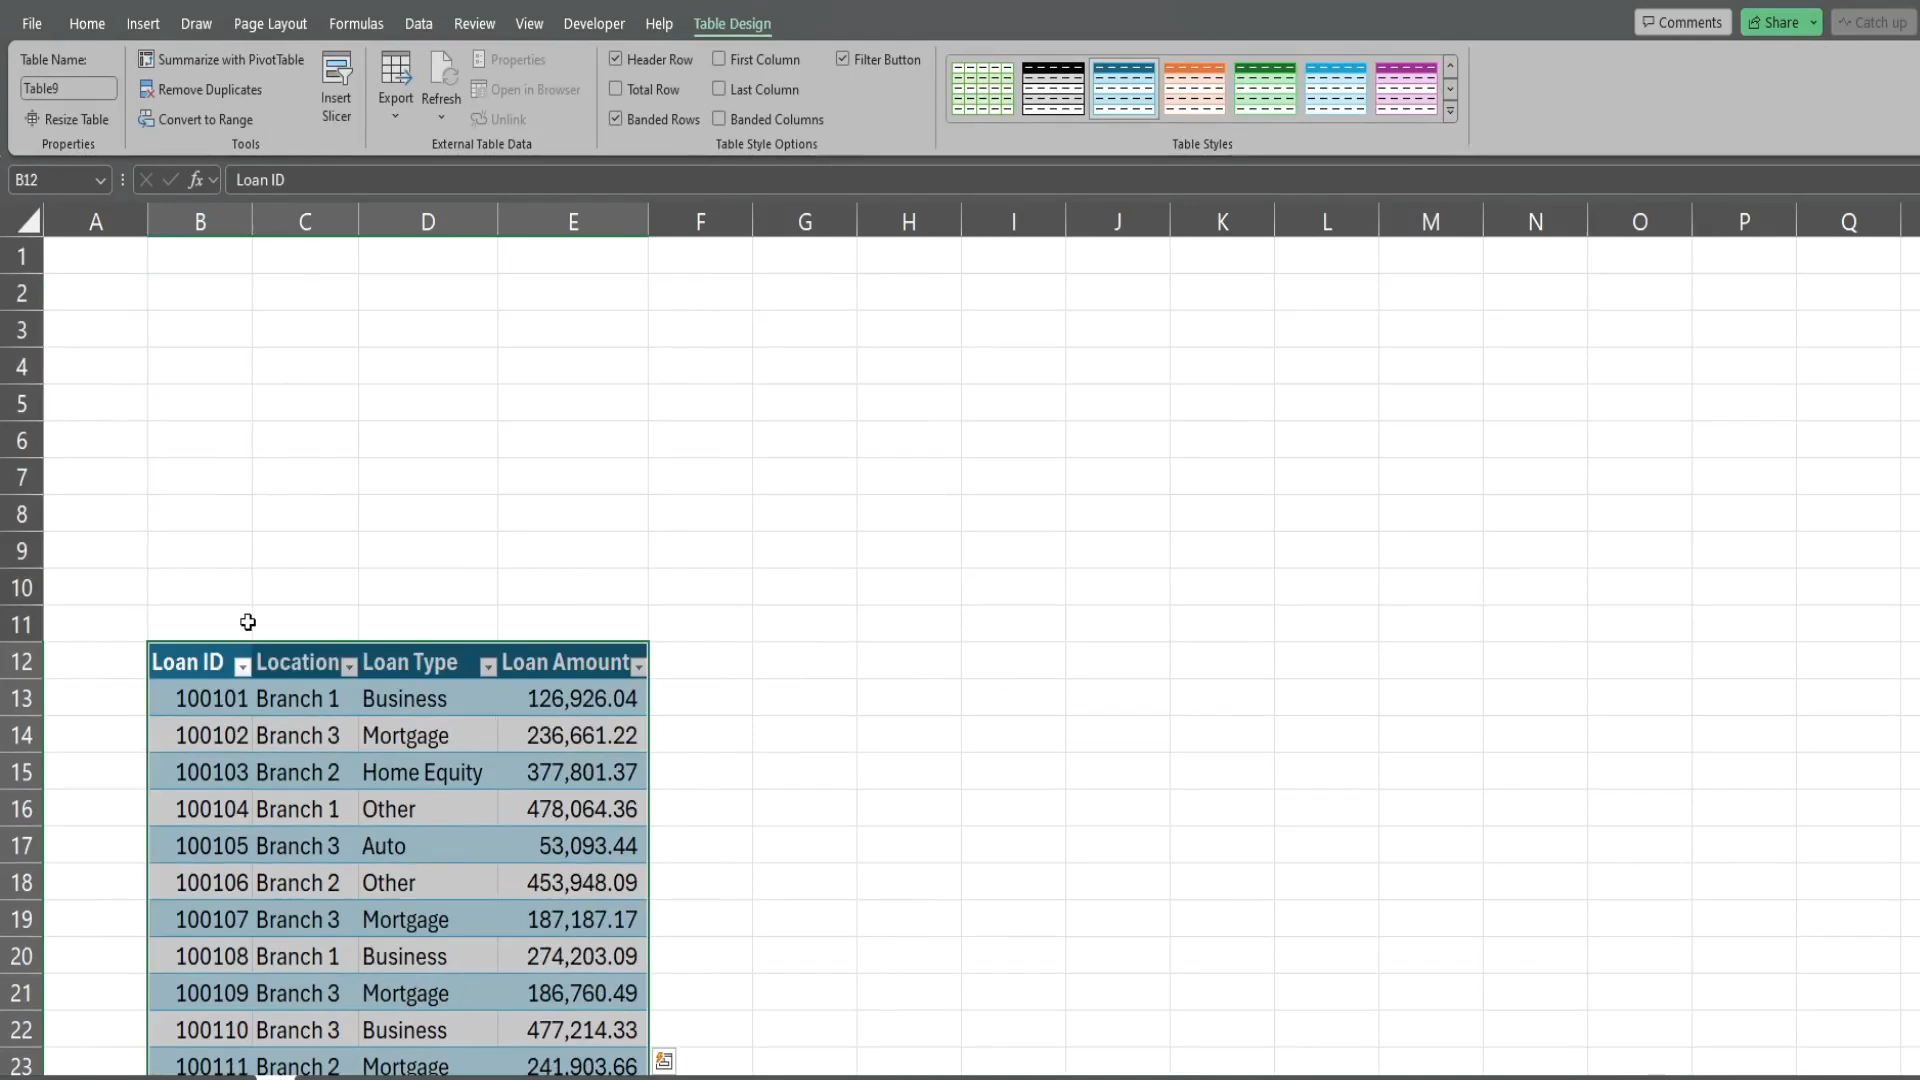 File Home Insert Draw Page Layout Formulas Data Review View Developer Help Table Design Comments Share Catch up
Table Name:
Table9
Resize Table
Properties
Summarize with PivotTable
Remove Duplicates
Convert to Range
Tools
Insert
Slicer
Export
Refresh
Properties
Open in Browser
Unlink
External Table Data
Header Row First Column Filter Button
Total Row Last Column
Banded Rows Banded Columns
Table Style Options
Table Styles
B12 fx Loan ID
A B C D E F G H I J K L M N O P Q
1
2
3
4
5
6
7
8
9
10
11
12 Loan ID Location Loan Type Loan Amount
13 100101 Branch 1 Business 126,926.04
14 100102 Branch 3 Mortgage 236,661.22
15 100103 Branch 2 Home Equity 377,801.37
16 100104 Branch 1 Other 478,064.36
17 100105 Branch 3 Auto 53,093.44
18 100106 Branch 2 Other 453,948.09
19 100107 Branch 3 Mortgage 187,187.17
20 100108 Branch 1 Business 274,203.09
21 100109 Branch 3 Mortgage 186,760.49
22 100110 Branch 3 Business 477,214.33
23 100111 Branch 2 Mortgage 241,903.66